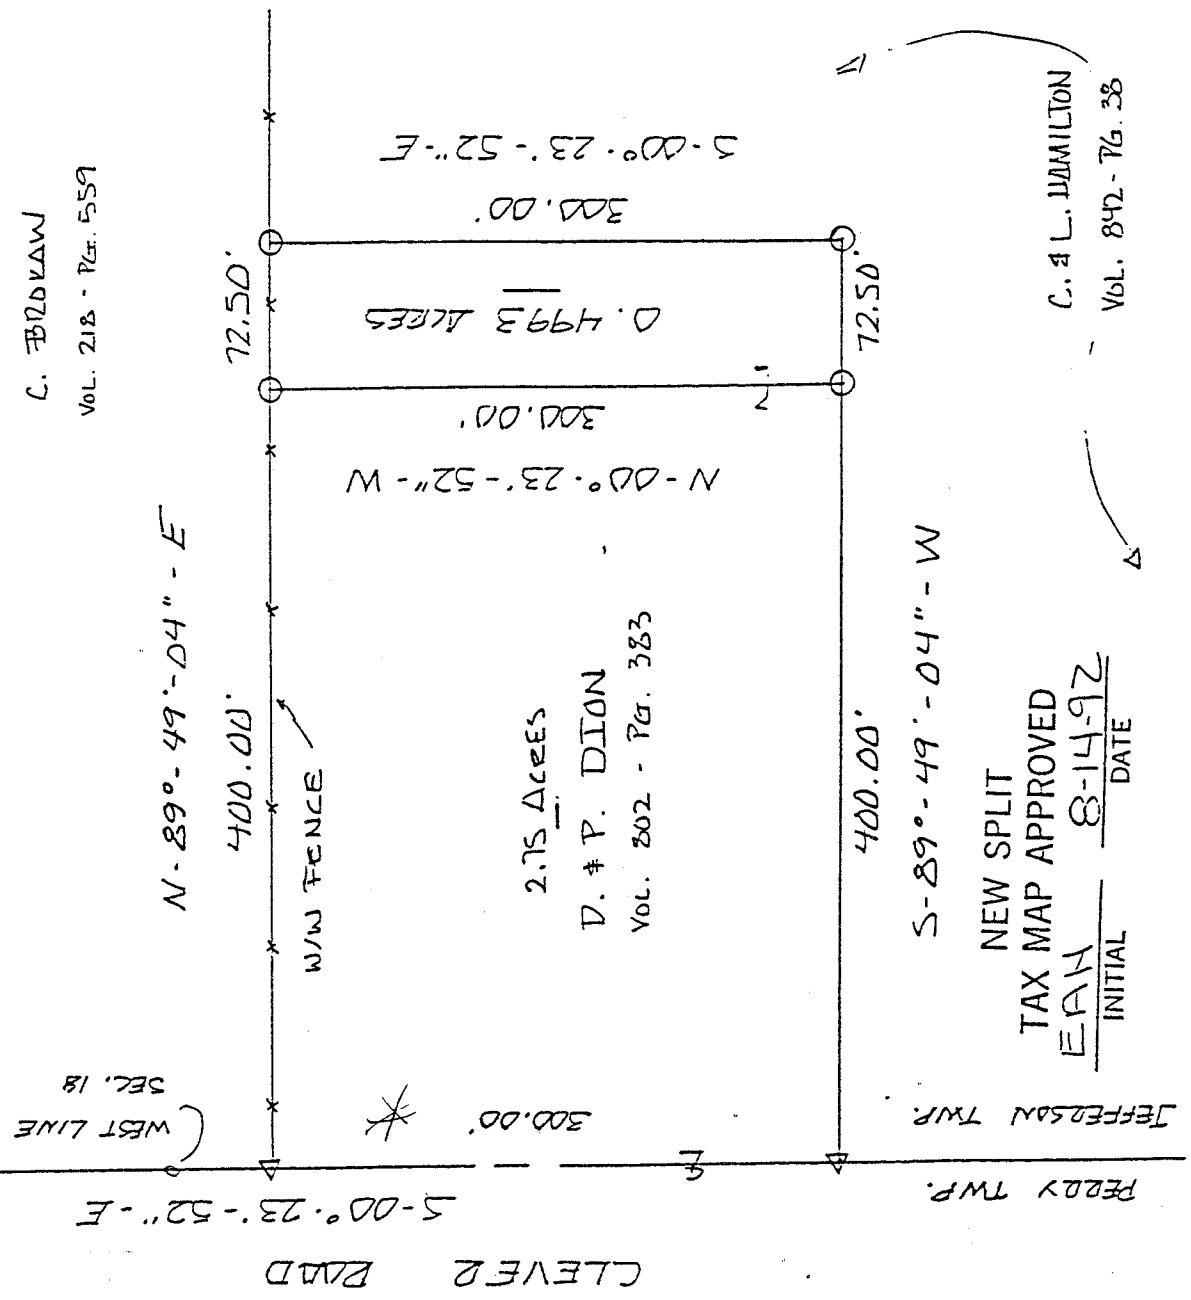 C. BROKAW
VOL. 218 - PG. 559
N-89°-49'-04"-E
72.50'
400.00'
W/W FENCE
S-00°-23'-52"-E
300.00'
0.4993 ACRES
300.00'
N-00°-23'-52"-W
2.75 ACRES
D. & P. DION
VOL. 802 - PG. 383
72.50'
400.00'
S-89°-49'-04"-W
C. & L. HAMILTON
VOL. 842 - PG. 38
NEW SPLIT
TAX MAP APPROVED
EAH 8-14-92
INITIAL DATE
WEST LINE
SEC. 18
300.00'
JEFFERSON TWP.
PERRY TWP.
S-00°-23'-52"-E
CLEVER ROAD